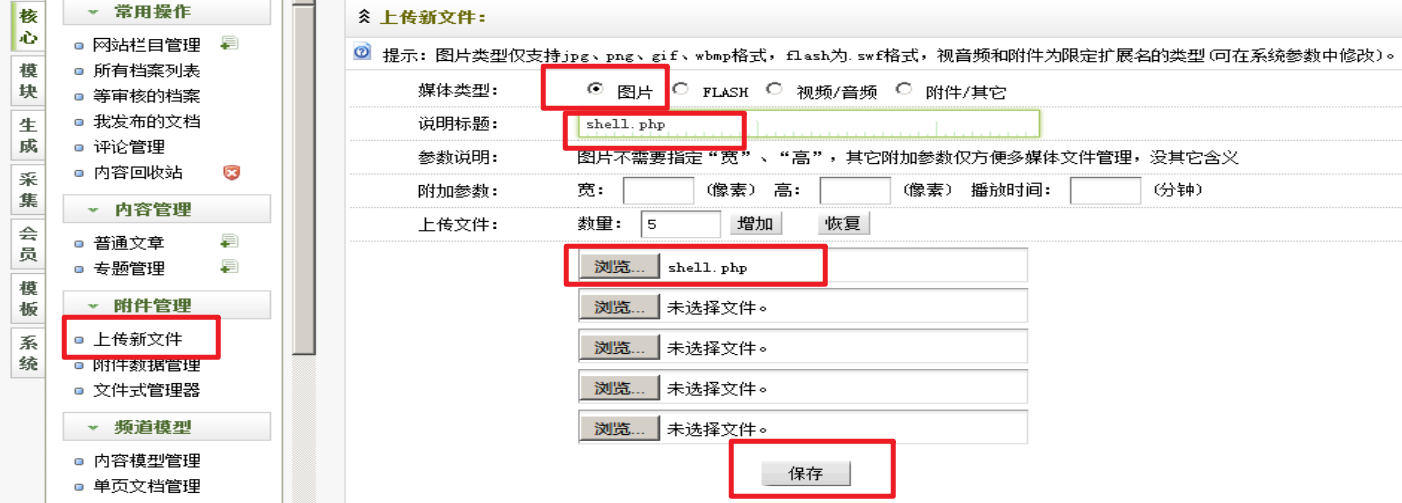 核心
模块
生成
采集
会员
模板
系统
常用操作
网站栏目管理
所有档案列表
等审核的档案
我发布的文档
评论管理
内容回收站
内容管理
普通文章
专题管理
附件管理
上传新文件
附件数据管理
文件式管理器
频道模型
内容模型管理
单页文档管理
上传新文件:
提示: 图片类型仅支持jpg、png、gif、wbmp格式，flash为.swf格式，视音频和附件为限定扩展名的类型(可在系统参数中修改)。
媒体类型: 图片 FLASH 视频/音频 附件/其它
说明标题: shell.php
参数说明: 图片不需要指定“宽”、“高”，其它附加参数仅方便多媒体文件管理，没其它含义
附加参数: 宽: (像素) 高: (像素) 播放时间: (分钟)
上传文件: 数量: 5 增加 恢复
浏览... shell.php
浏览... 未选择文件。
浏览... 未选择文件。
浏览... 未选择文件。
浏览... 未选择文件。
保存